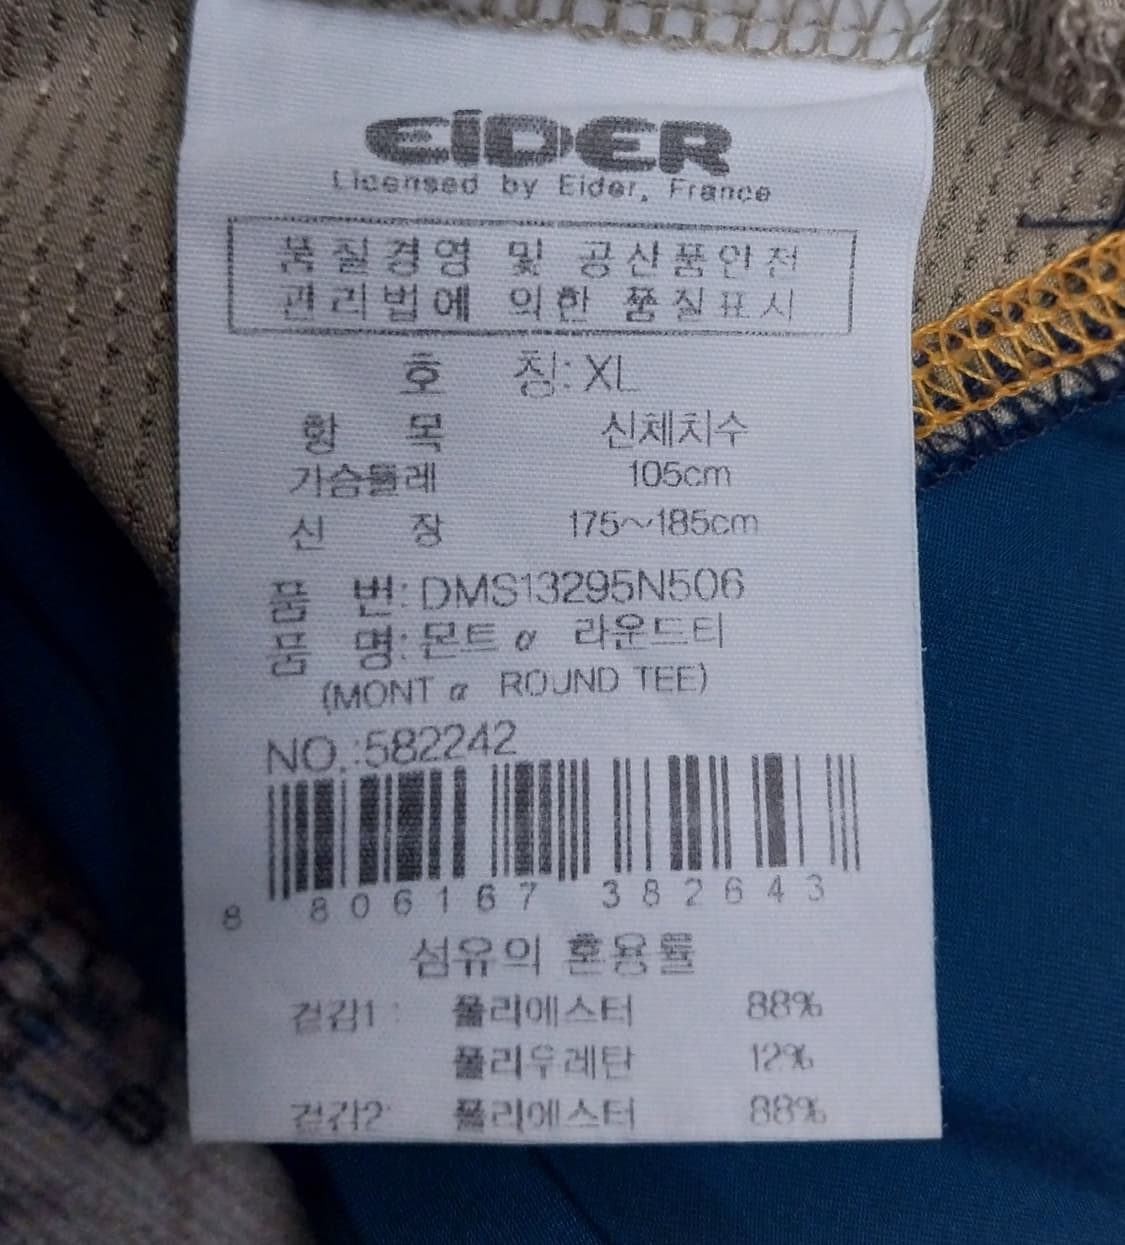 EiDER
Licensed by Eider, France
품질경영 및 공산품안전
관리법에 의한 품질표시
호 칭: XL
항 목 신체치수
가슴둘레 105cm
신 장 175~185cm
품 번: DMS13295N506
품 명: 몬트 α 라운드티
(MONT α ROUND TEE)
NO.:582242
8 806167 382643
섬유의 혼용률
겉감1 : 폴리에스터 88%
폴리우레탄 12%
겉감2 폴리에스터 88%